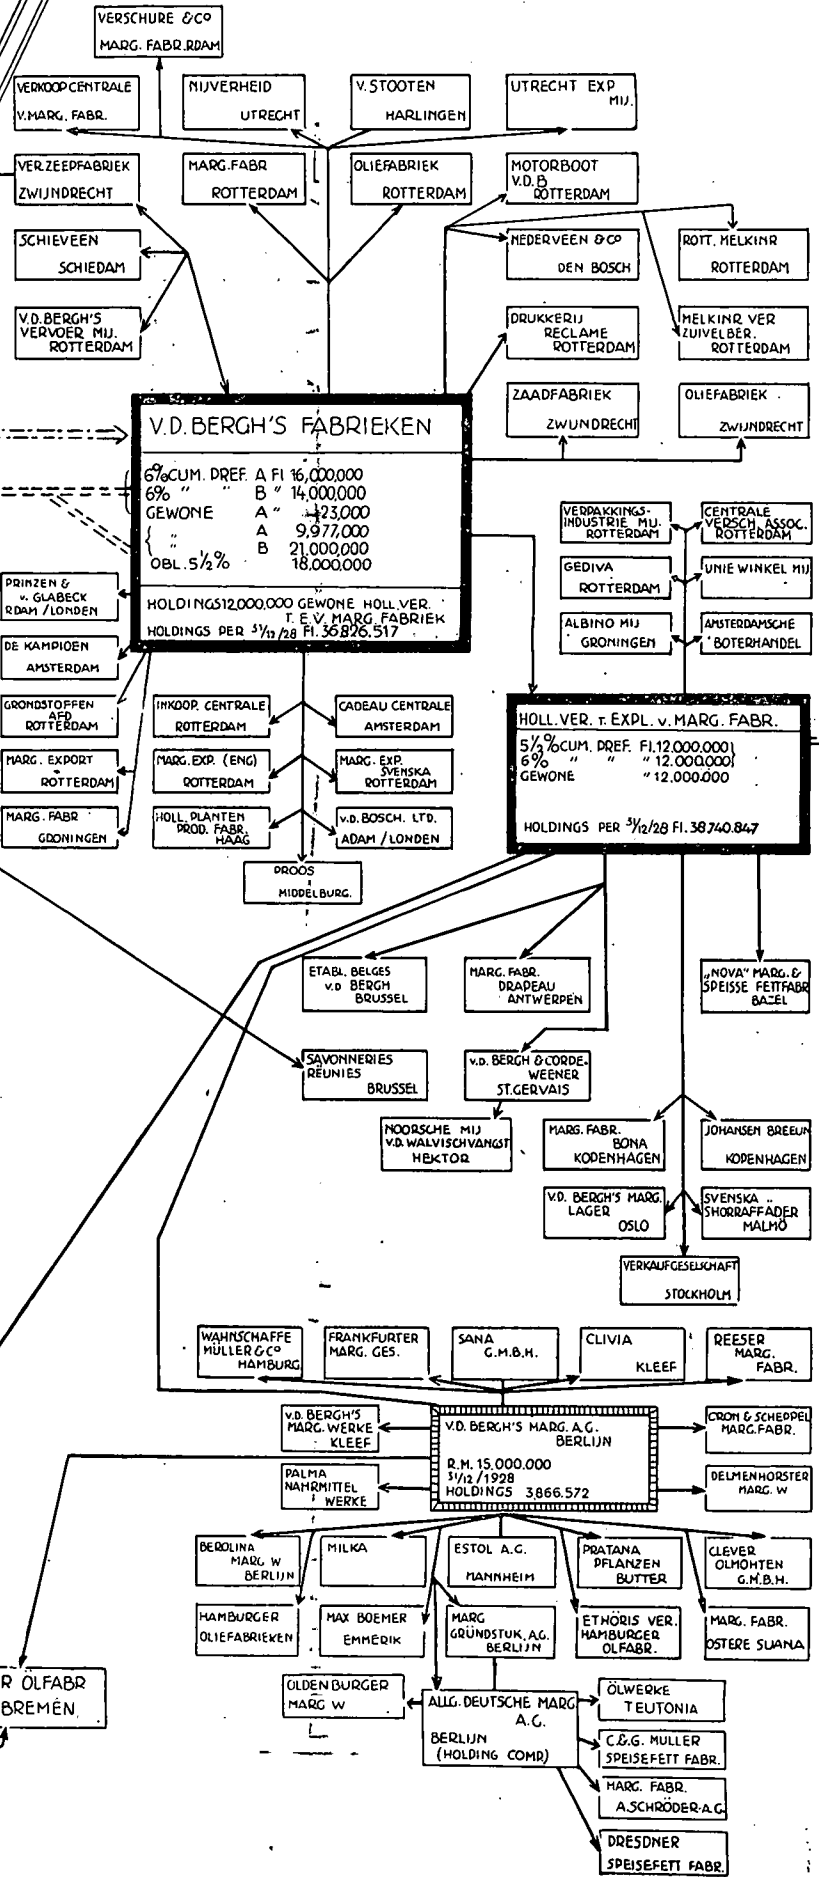 VERSCHURE & CO
MARG. FABR. RDAM
VERKOOPCENTRALE
V.MARG. FABR.
NIJVERHEID
UTRECHT
V. STOOTEN
HARLINGEN
UTRECHT EXP
MIJ.
VER.ZEEPFABRIEK
ZWIJNDRECHT
MARG.FABR
ROTTERDAM
OLIEFABRIEK
ROTTERDAM
MOTORBOOT
V.D.B
ROTTERDAM
SCHIEVEEN
SCHIEDAM
NEDERVEEN & CO
DEN BOSCH
ROTT. MELKINR
ROTTERDAM
V.D. BERGH'S
VERVOER MIJ.
ROTTERDAM
DRUKKERIJ
RECLAME
ROTTERDAM
MELKINR VER
ZUIVELBER.
ROTTERDAM
ZAADFABRIEK
ZWIJNDRECHT
OLIEFABRIEK
ZWIJNDRECHT
V.D. BERGH'S FABRIEKEN
6% CUM. PREF. A Fl 16,000,000
6% " " B " 14,000,000
GEWONE A " 23,000
" A 9,977,000
" B 21,000,000
OBL. 5 1/2 % 18,000,000
HOLDINGS 12,000,000 GEWONE HOLL. VER.
T. E.V. MARG. FABRIEK
HOLDINGS PER 31/12/28 Fl. 36.826.517
VERPAKKINGS-
INDUSTRIE MIJ.
ROTTERDAM
CENTRALE
VERSCH. ASSOC.
ROTTERDAM
GEDIVA
ROTTERDAM
UNIE WINKEL MIJ
ALBINO MIJ
GRONINGEN
AMSTERDAMSCHE
BOTERHANDEL
PRINZEN &
v. GLABECK
RDAM / LONDEN
DE KAMPIOEN
AMSTERDAM
GRONDSTOFFEN
AFD
ROTTERDAM
MARG. EXPORT
ROTTERDAM
MARG. FABR
GRONINGEN
INKOOP. CENTRALE
ROTTERDAM
CADEAU CENTRALE
AMSTERDAM
MARG. EXP. (ENG)
ROTTERDAM
MARG. EXP.
SVENSKA
ROTTERDAM
HOLL. PLANTEN
PROD. FABR.
HAAG
V.D. BOSCH. LTD.
ADAM / LONDEN
PROOS
MIDDELBURG.
HOLL. VER. T. EXPL. v. MARG. FABR.
5 1/2 % CUM. PREF. Fl. 12.000.000
6% " " " 12.000.000
GEWONE " 12.000.000
HOLDINGS PER 31/12/28 Fl. 38.740.847
ETABL. BELGES
V.D BERGH
BRUSSEL
MARG. FABR.
DRAPEAU
ANTWERPEN
„NOVA" MARG. &
SPEISSE FETTFABR
BAZEL
SAVONNERIES
RÉUNIES
BRUSSEL
V.D. BERGH & CORDE-
WEENER
ST. GERVAIS
NOORSCHE MIJ
V.D. WALVISCHVANGST
HEKTOR
MARG. FABR.
BONA
KOPENHAGEN
JOHANSEN BREEUN
KOPENHAGEN
V.D. BERGH'S MARG.
LAGER
OSLO
SVENSKA
SHORRAFFADER
MALMÖ
VERKAUFGESELSCHAFT
STOCKHOLM
WAHNSCHAFFE
MÜLLER & CO
HAMBURG
FRANKFURTER
MARG. GES.
SANA
G.M.B.H.
CLIVIA
KLEEF
REESER
MARG.
FABR.
V.D. BERGH'S
MARG. WERKE
KLEEF
V.D. BERGH'S MARG. A.G.
BERLIJN
R.M. 15.000.000
31/12/1928
HOLDINGS 3,866.572
CRON & SCHEPPEL
MARG. FABR.
PALMA
NAHRMITTEL
WERKE
DELMENHORSTER
MARG. W
BEROLINA
MARG W
BERLIJN
MILKA
ESTOL A.G.
MANNHEIM
PRATANA
PFLANZEN
BUTTER
CLEVER
OLMOHTEN
G.M.B.H.
HAMBURGER
OLIEFABRIEKEN
MAX BOEMER
EMMERIK
MARG
GRÜNDSTUK. A.G.
BERLIJN
ETHÖRIS VER.
HAMBURGER
OLFABR.
MARG. FABR.
OSTERE SUANA
R ÖLFABR
BREMEN
OLDENBURGER
MARG W
ALLG. DEUTSCHE MARG
A.G.
BERLIJN
(HOLDING COMP.)
ÖLWERKE
TEUTONIA
C.& G. MULLER
SPEISEFETT FABR.
MARG. FABR.
A. SCHRÖDER-A.G
DRESDNER
SPEISEFETT FABR.